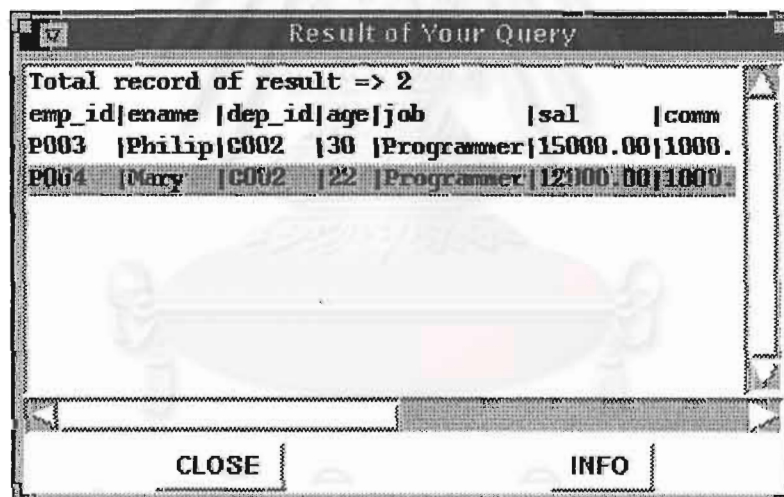 Result of Your Query
Total record of result => 2
emp_id|ename |dep_id|age|job |sal |comm
P003 |Philip|C002 |30 |Programmer|15000.00|1000.
P004 |Mary |C002 |22 |Programmer|12000.00|1000.
CLOSE INFO